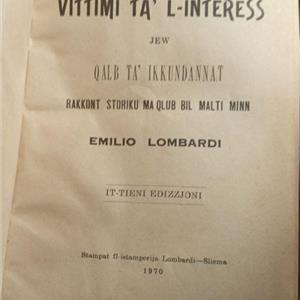 VITTIMI TA' L-INTERESS
JEW
QALB TA' IKKUNDANNAT
RAKKONT STORIKU MAQLUB BIL MALTI MINN
EMILIO LOMBARDI
IT-TIENI EDIZZJONI
Stampat fl-istamperija Lombardi—Sliema
1970